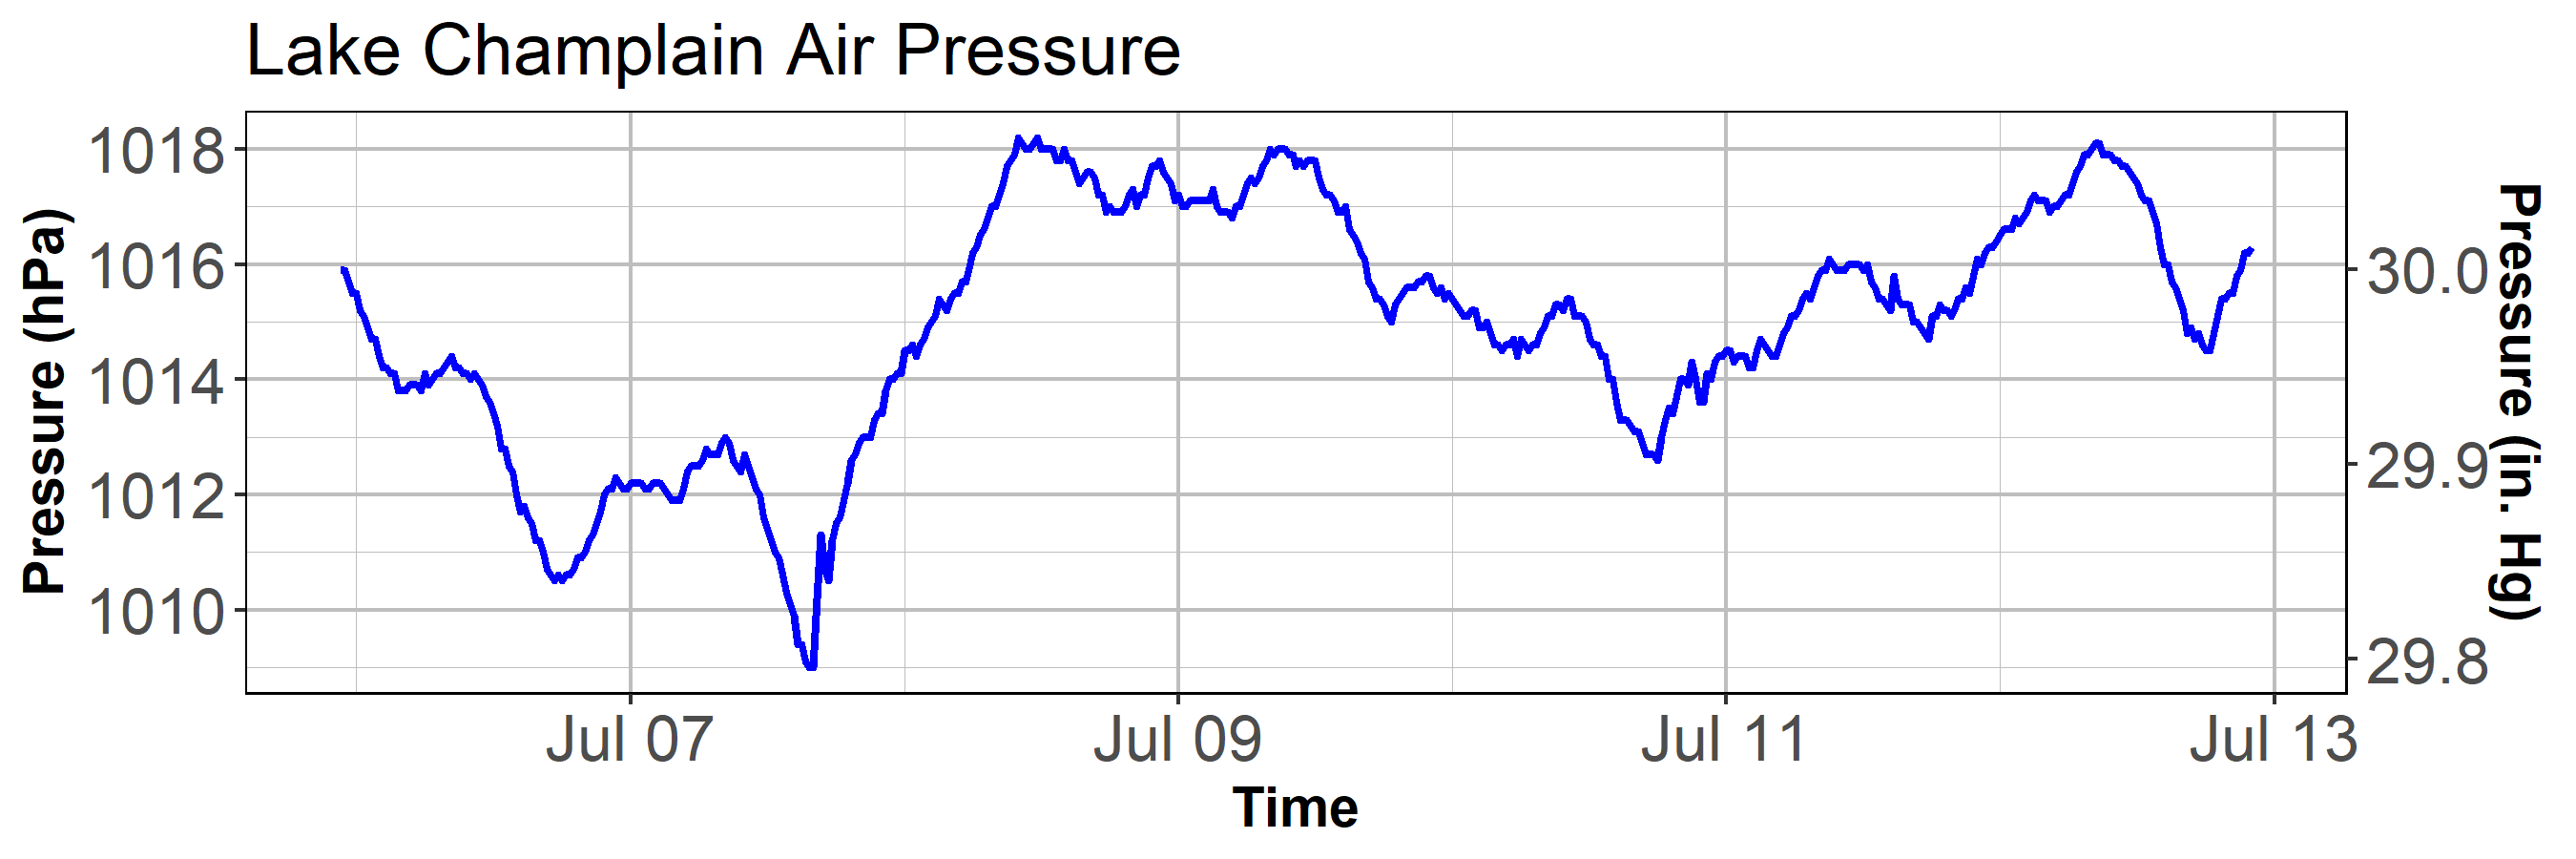 Lake Champlain Air Pressure
Pressure (hPa)
1018
1016
1014
1012
1010
30.0
29.9
29.8
Pressure (in. Hg)
Jul 07
Jul 09
Jul 11
Jul 13
Time